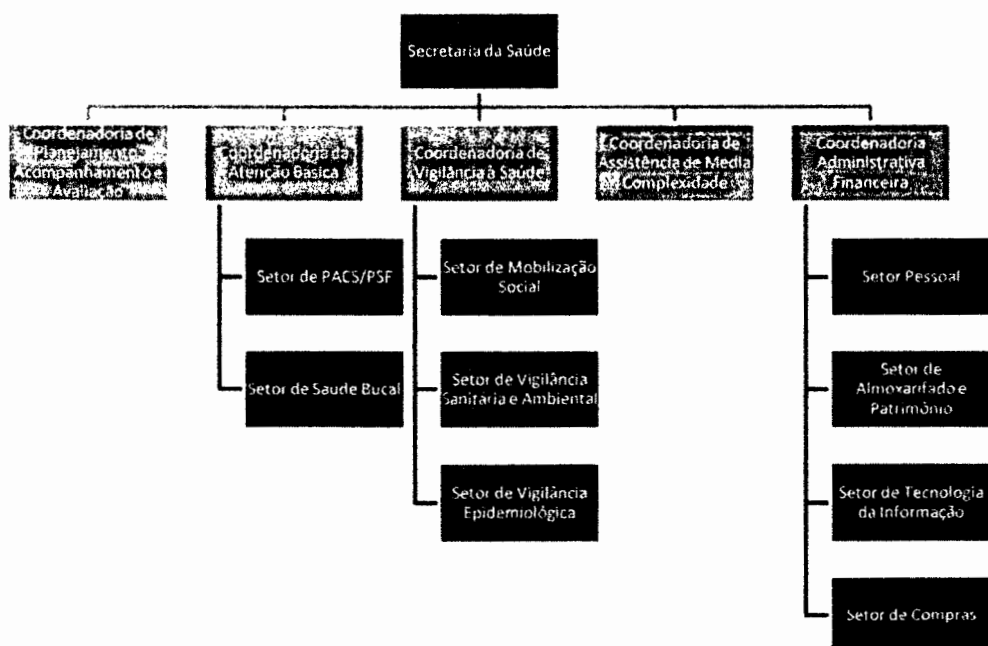 Secretaria da Saúde
Coordenadoria de
Planejamento
Acompanhamento e
Avaliação
Coordenadoria da
Atenção Basica
Coordenadoria de
Vigilância à Saúde
Coordenadoria de
Assistência de Media
Complexidade
Coordenadoria
Administrativa
Financeira
Setor de PACS/PSF
Setor de Saude Bucal
Setor de Mobilização
Social
Setor de Vigilância
Sanitária e Ambiental
Setor de Vigilância
Epidemiológica
Setor Pessoal
Setor de
Almoxarifado e
Patrimônio
Setor de Tecnologia
da Informação
Setor de Compras